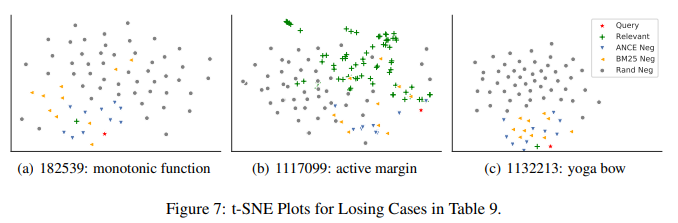 Query
Relevant
ANCE Neg
BM25 Neg
Rand Neg
(a) 182539: monotonic function
(b) 1117099: active margin
(c) 1132213: yoga bow
Figure 7: t-SNE Plots for Losing Cases in Table 9.